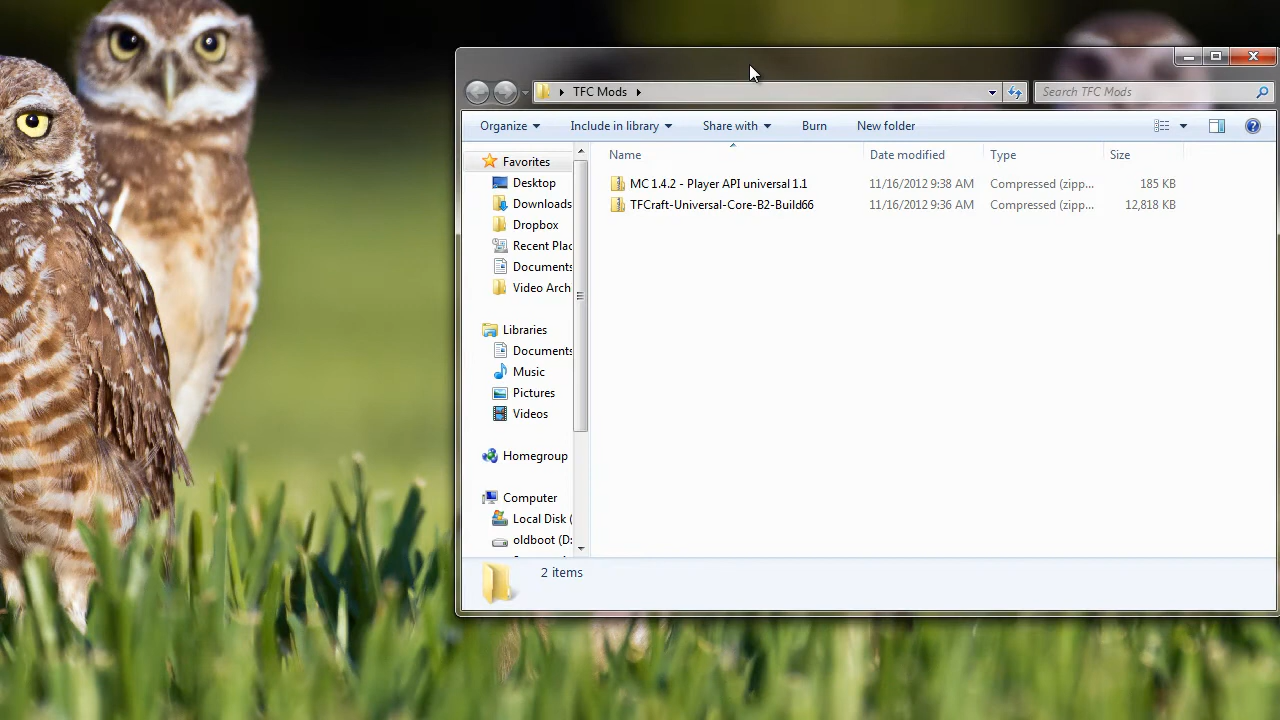 TFC Mods
Search TFC Mods
Organize
Include in library
Share with
Burn
New folder
Name
Date modified
Type
Size
MC 1.4.2 - Player API universal 1.1
11/16/2012 9:38 AM
Compressed (zipp...
185 KB
TFCraft-Universal-Core-B2-Build66
11/16/2012 9:36 AM
Compressed (zipp...
12,818 KB
Favorites
Desktop
Downloads
Dropbox
Recent Plac
Documents
Video Arch
Libraries
Documents
Music
Pictures
Videos
Homegroup
Computer
Local Disk (
oldboot (D:
2 items